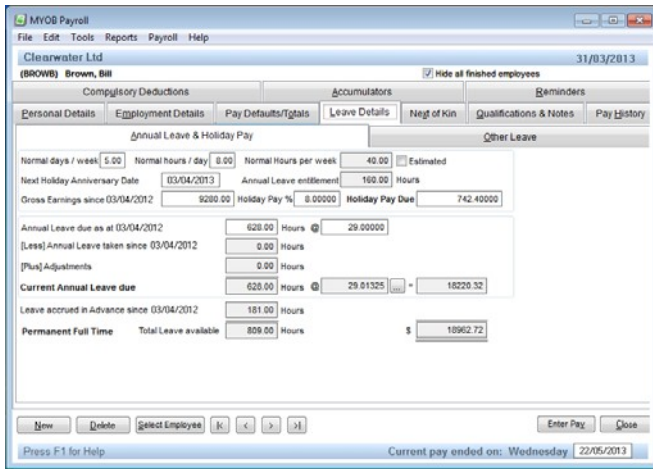 MYOB Payroll
File Edit Tools Reports Payroll Help
Clearwater Ltd 31/03/2013
(BROWB) Brown, Bill Hide all finished employees
Compulsory Deductions Accumulators Reminders
Personal Details Employment Details Pay Defaults/Totals Leave Details Next of Kin Qualifications & Notes Pay History
Annual Leave & Holiday Pay Other Leave
Normal days / week 5.00 Normal hours / day 8.00 Normal Hours per week 40.00 Estimated
Next Holiday Anniversary Date 03/04/2013 Annual Leave entitlement 160.00 Hours
Gross Earnings since 03/04/2012 9280.00 Holiday Pay % 8.00000 Holiday Pay Due 742.40000
Annual Leave due as at 03/04/2012 628.00 Hours @ 29.00000
[Less] Annual Leave taken since 03/04/2012 0.00 Hours
[Plus] Adjustments 0.00 Hours
Current Annual Leave due 628.00 Hours @ 29.01325 ... = 18220.32
Leave accrued in Advance since 03/04/2012 181.00 Hours
Permanent Full Time Total Leave available 809.00 Hours $ 18962.72
New Delete Select Employee |< < > >| Enter Pay Close
Press F1 for Help Current pay ended on: Wednesday 22/05/2013